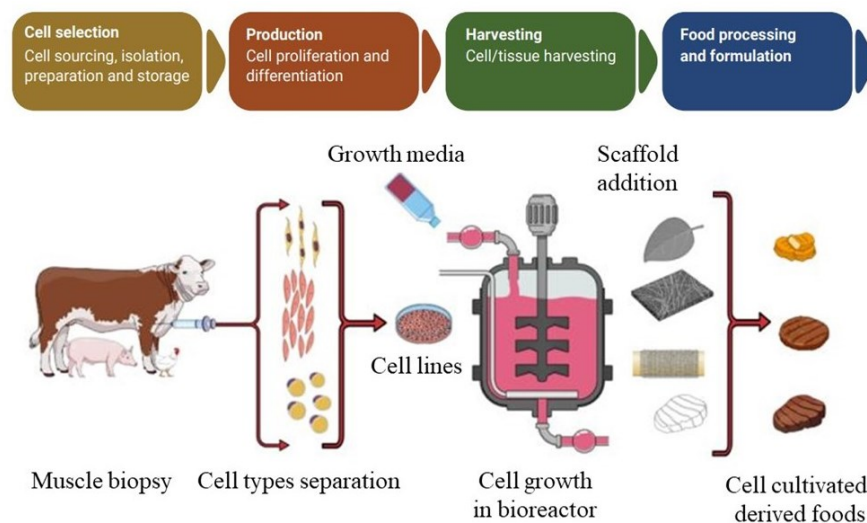 Cell selection
Cell sourcing, isolation,
preparation and storage
Production
Cell proliferation and
differentiation
Harvesting
Cell/tissue harvesting
Food processing
and formulation
Growth media
Scaffold
addition
Cell lines
Muscle biopsy
Cell types separation
Cell growth
in bioreactor
Cell cultivated
derived foods